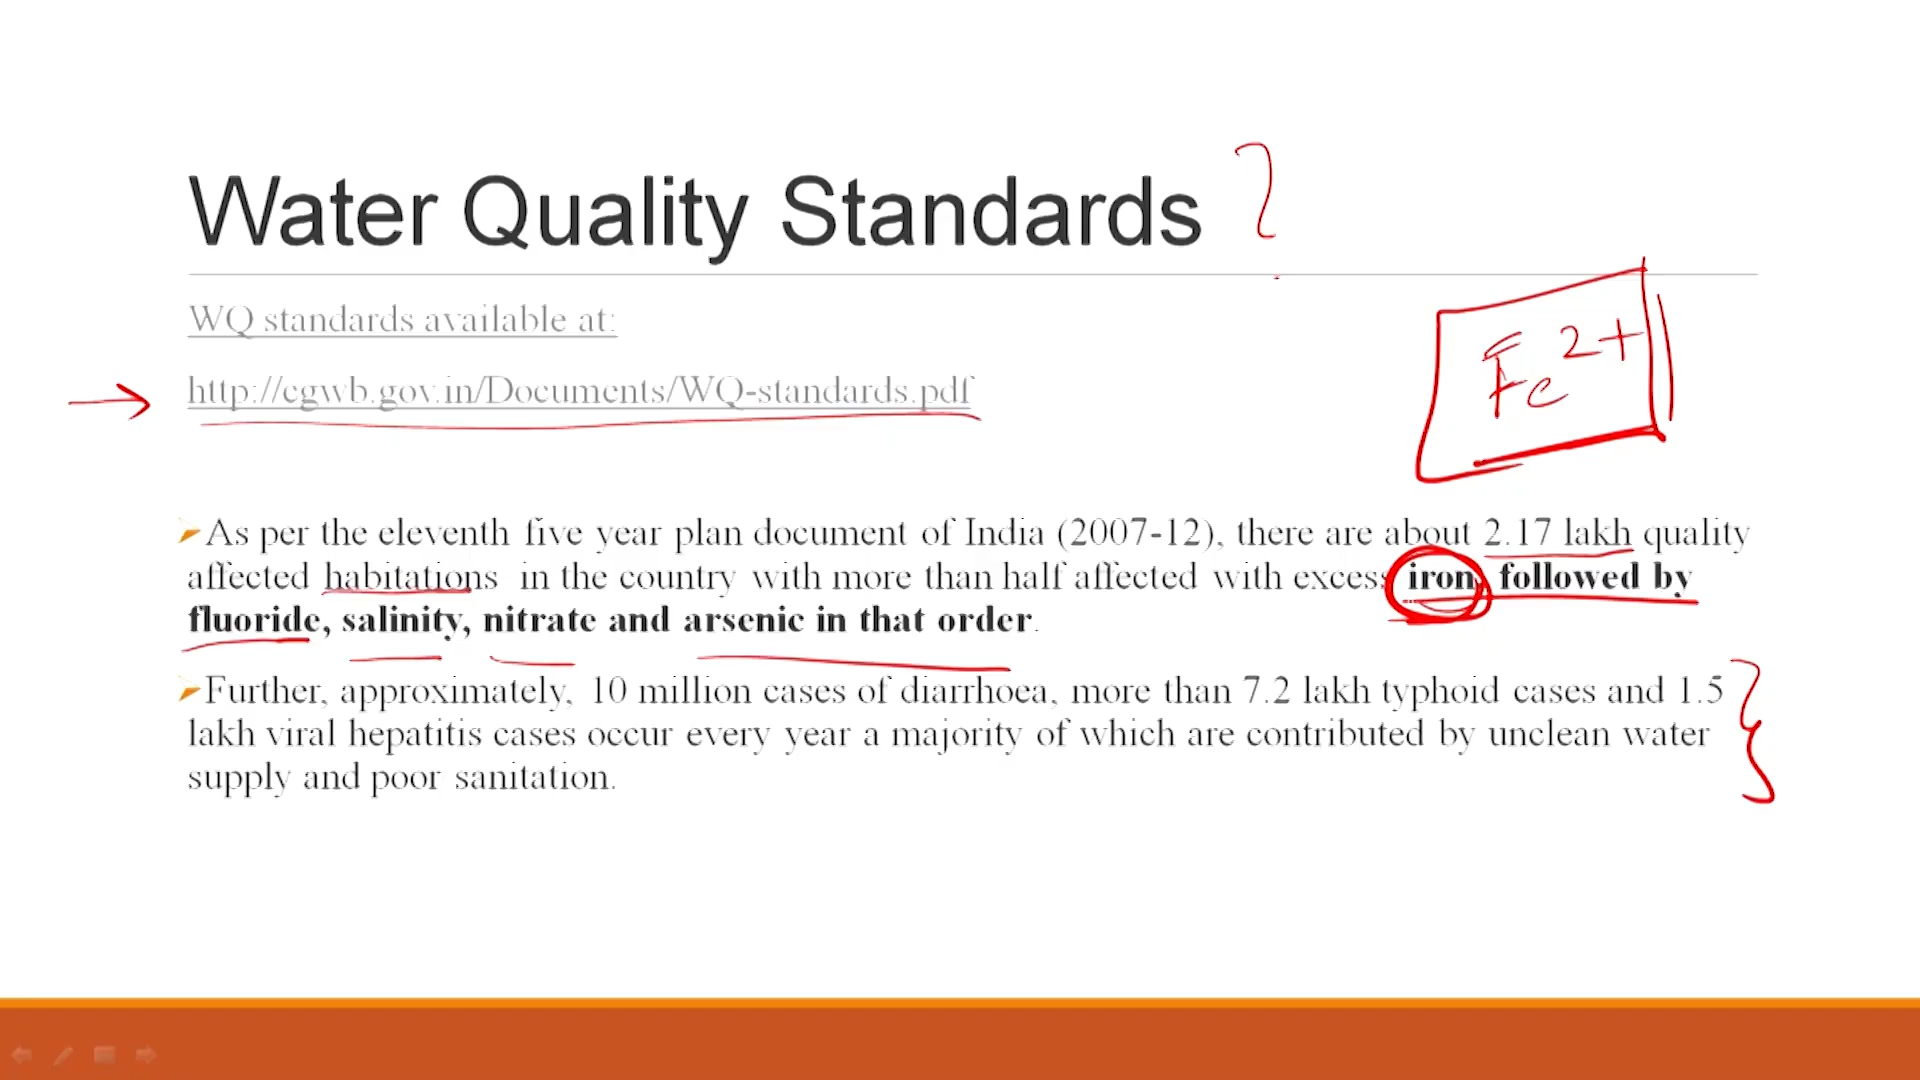 Water Quality Standards ?
WQ standards available at:
http://cgwb.gov.in/Documents/WQ-standards.pdf
Fe2+
As per the eleventh five year plan document of India (2007-12), there are about 2.17 lakh quality
affected habitations in the country with more than half affected with excess iron, followed by
fluoride, salinity, nitrate and arsenic in that order.
Further, approximately, 10 million cases of diarrhoea, more than 7.2 lakh typhoid cases and 1.5
lakh viral hepatitis cases occur every year a majority of which are contributed by unclean water
supply and poor sanitation.